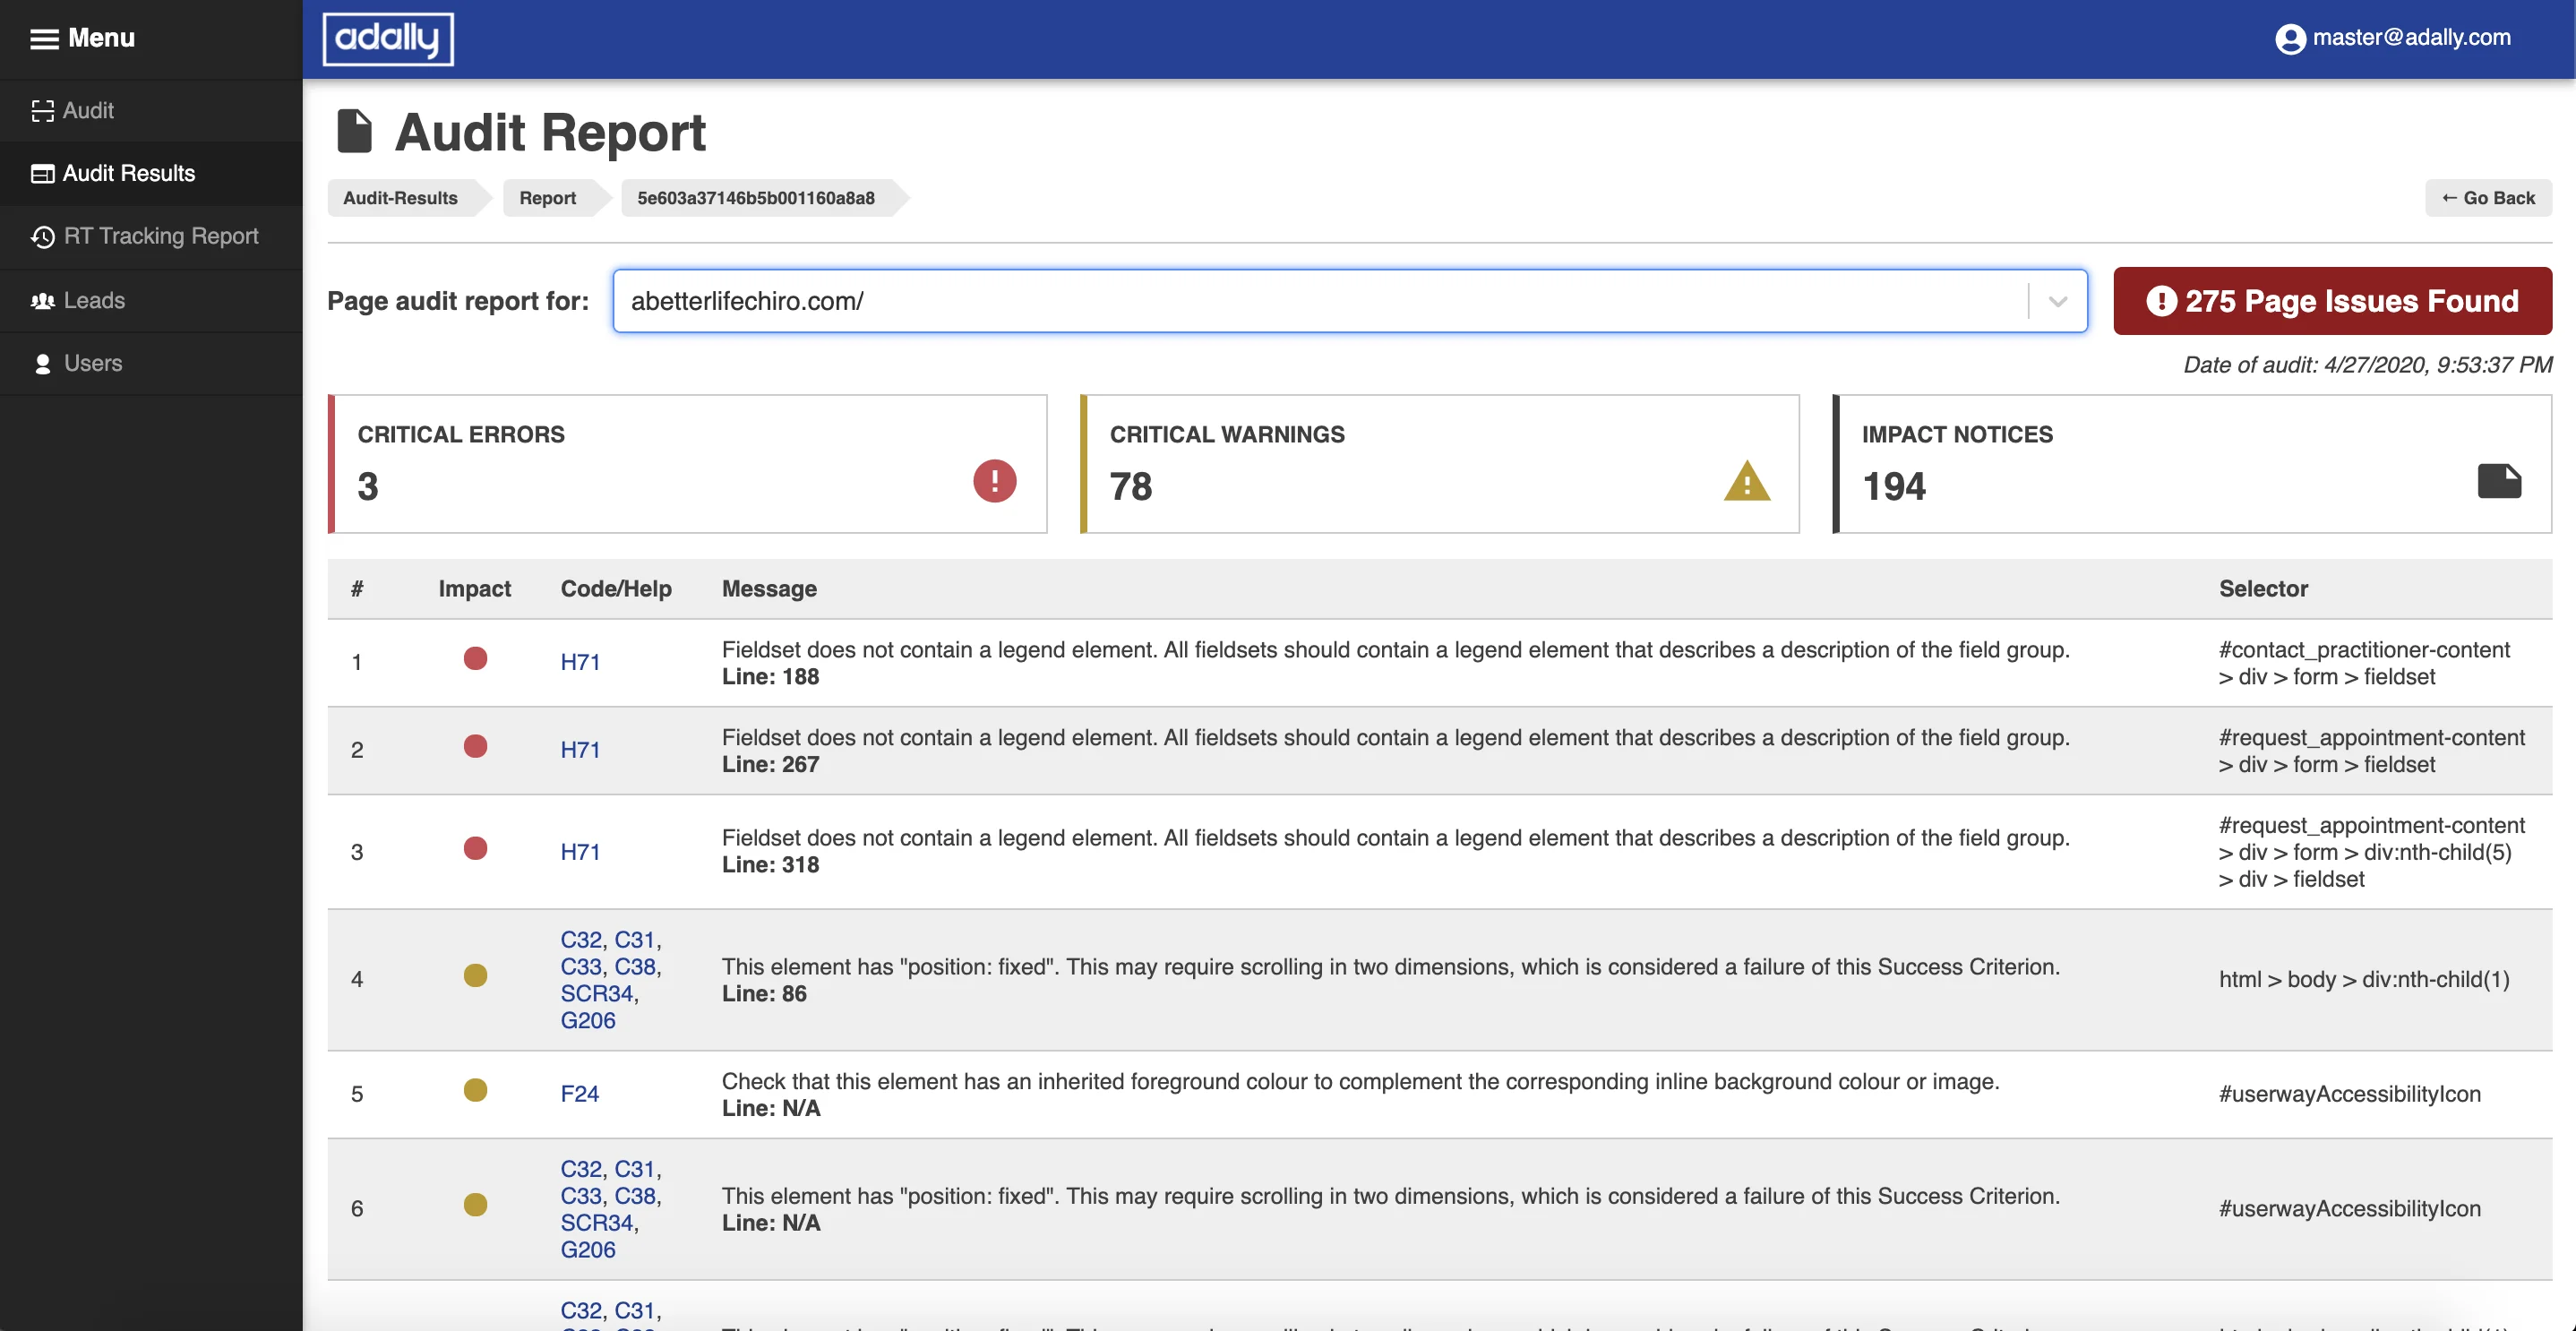 Menu
adally
master@adally.com
Audit
Audit Results
RT Tracking Report
Leads
Users
Audit Report
Audit-Results
Report
5e603a37146b5b001160a8a8
← Go Back
Page audit report for:
abetterlifechiro.com/
275 Page Issues Found
Date of audit: 4/27/2020, 9:53:37 PM
CRITICAL ERRORS
3
CRITICAL WARNINGS
78
IMPACT NOTICES
194
# Impact Code/Help Message Selector
1 H71 Fieldset does not contain a legend element. All fieldsets should contain a legend element that describes a description of the field group.
Line: 188
#contact_practitioner-content
> div > form > fieldset
2 H71 Fieldset does not contain a legend element. All fieldsets should contain a legend element that describes a description of the field group.
Line: 267
#request_appointment-content
> div > form > fieldset
3 H71 Fieldset does not contain a legend element. All fieldsets should contain a legend element that describes a description of the field group.
Line: 318
#request_appointment-content
> div > form > div:nth-child(5)
> div > fieldset
4
C32, C31,
C33, C38,
SCR34,
G206
This element has "position: fixed". This may require scrolling in two dimensions, which is considered a failure of this Success Criterion.
Line: 86
html > body > div:nth-child(1)
5 F24 Check that this element has an inherited foreground colour to complement the corresponding inline background colour or image.
Line: N/A
#userwayAccessibilityIcon
6
C32, C31,
C33, C38,
SCR34,
G206
This element has "position: fixed". This may require scrolling in two dimensions, which is considered a failure of this Success Criterion.
Line: N/A
#userwayAccessibilityIcon
C32, C31,